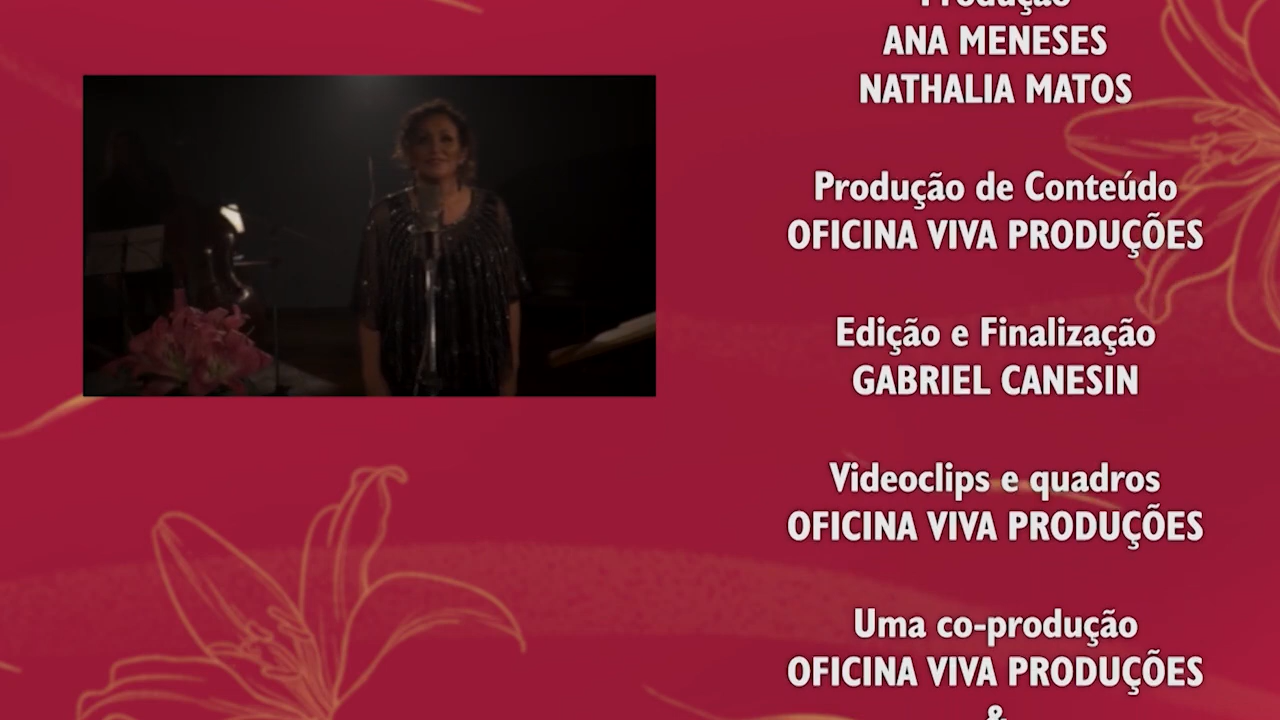 Produção
ANA MENESES
NATHALIA MATOS
Produção de Conteúdo
OFICINA VIVA PRODUÇÕES
Edição e Finalização
GABRIEL CANESIN
Videoclips e quadros
OFICINA VIVA PRODUÇÕES
Uma co-produção
OFICINA VIVA PRODUÇÕES
&